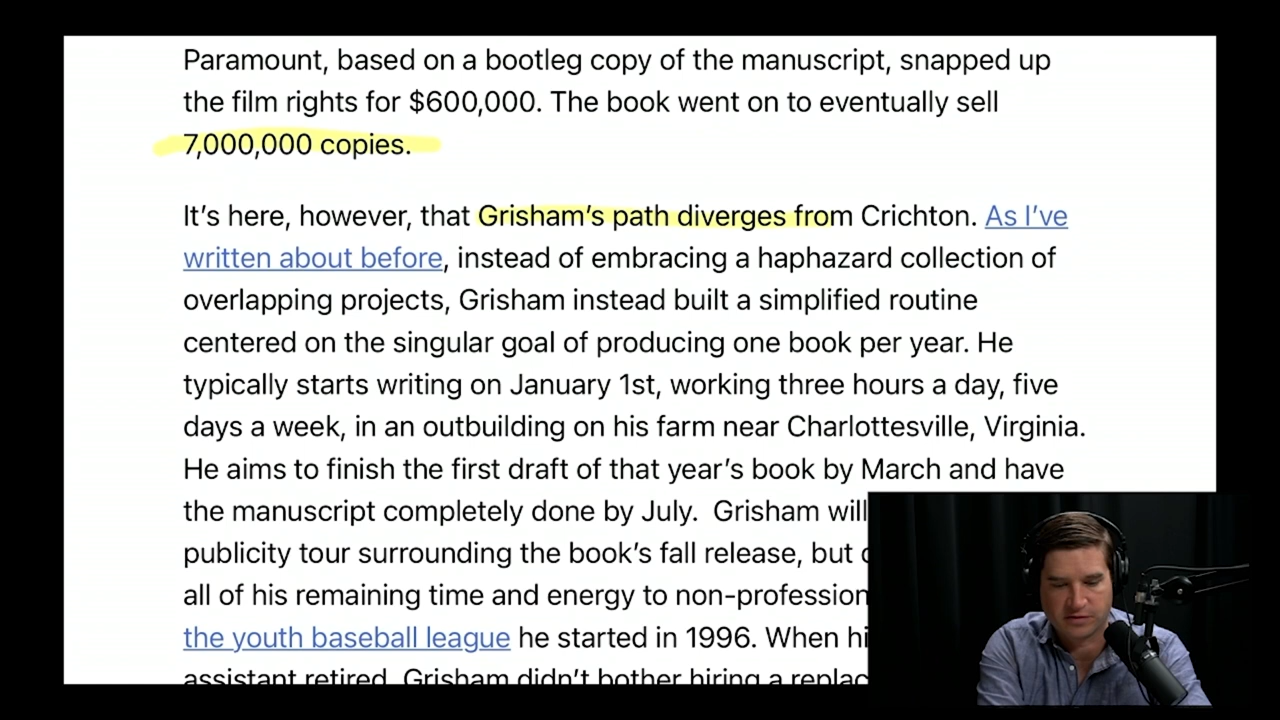 Paramount, based on a bootleg copy of the manuscript, snapped up
the film rights for $600,000. The book went on to eventually sell
7,000,000 copies.
It’s here, however, that Grisham’s path diverges from Crichton. As I’ve
written about before, instead of embracing a haphazard collection of
overlapping projects, Grisham instead built a simplified routine
centered on the singular goal of producing one book per year. He
typically starts writing on January 1st, working three hours a day, five
days a week, in an outbuilding on his farm near Charlottesville, Virginia.
He aims to finish the first draft of that year’s book by March and have
the manuscript completely done by July. Grisham will
publicity tour surrounding the book’s fall release, but
all of his remaining time and energy to
the youth baseball league he started in 1996. When
assistant retired, Grisham didn’t bother hiring a